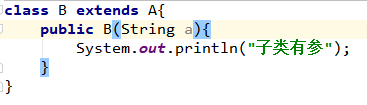 class B extends A{
    public B(String a){
        System.out.println("子类有参");
    }
}